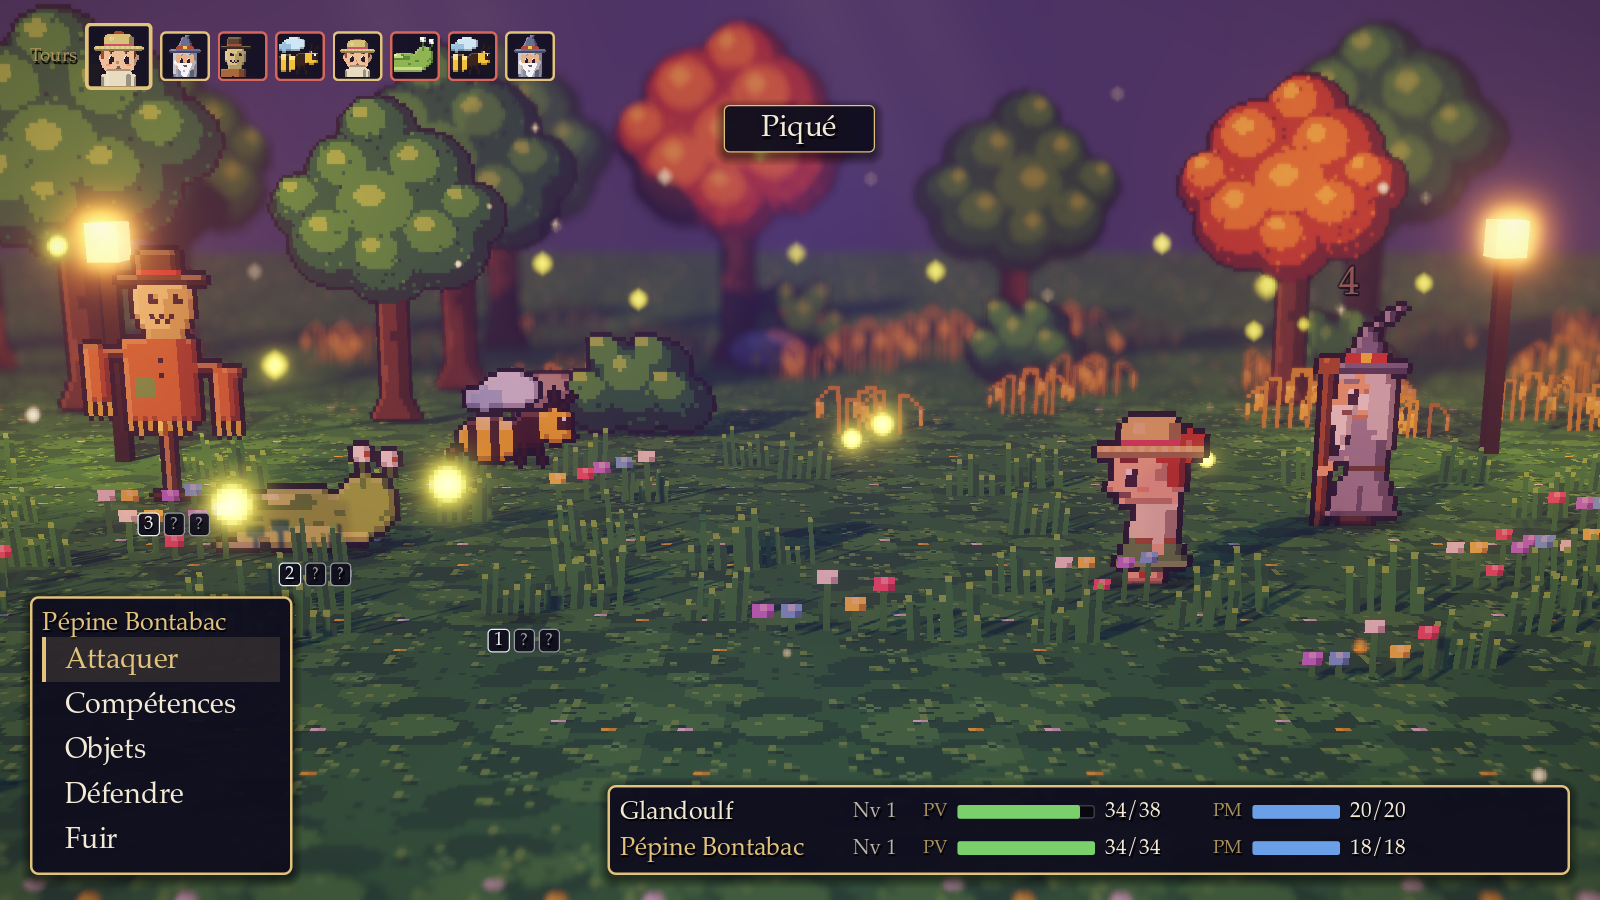 Tours
Piqué
4
3 ? ?
2 ? ?
1 ? ?
Pépine Bontabac
Attaquer
Compétences
Objets
Défendre
Fuir
Glandoulf Nv 1 PV 34/38 PM 20/20
Pépine Bontabac Nv 1 PV 34/34 PM 18/18